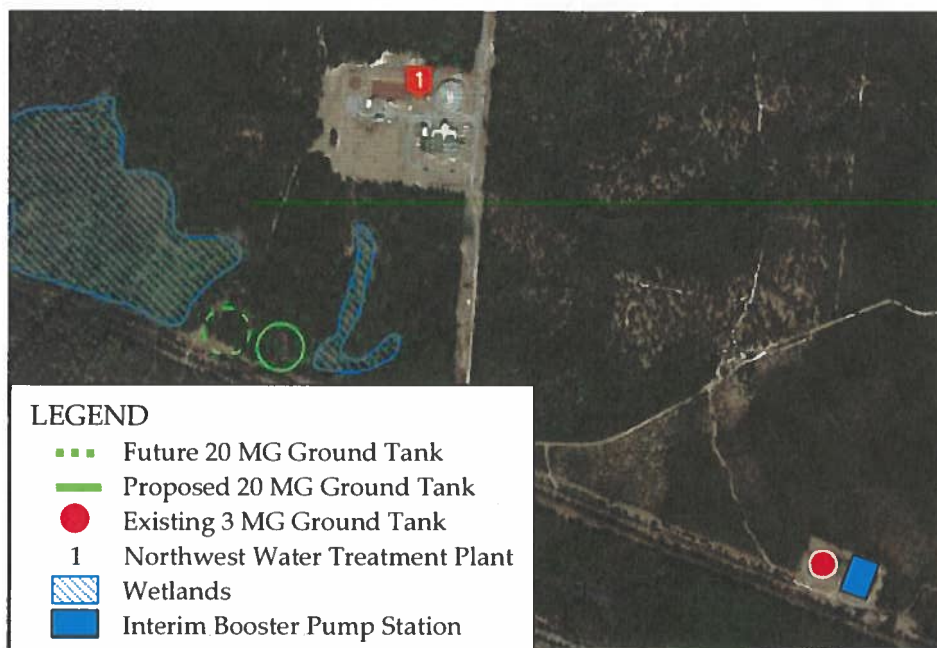 1
LEGEND
Future 20 MG Ground Tank
Proposed 20 MG Ground Tank
Existing 3 MG Ground Tank
1 Northwest Water Treatment Plant
Wetlands
Interim Booster Pump Station